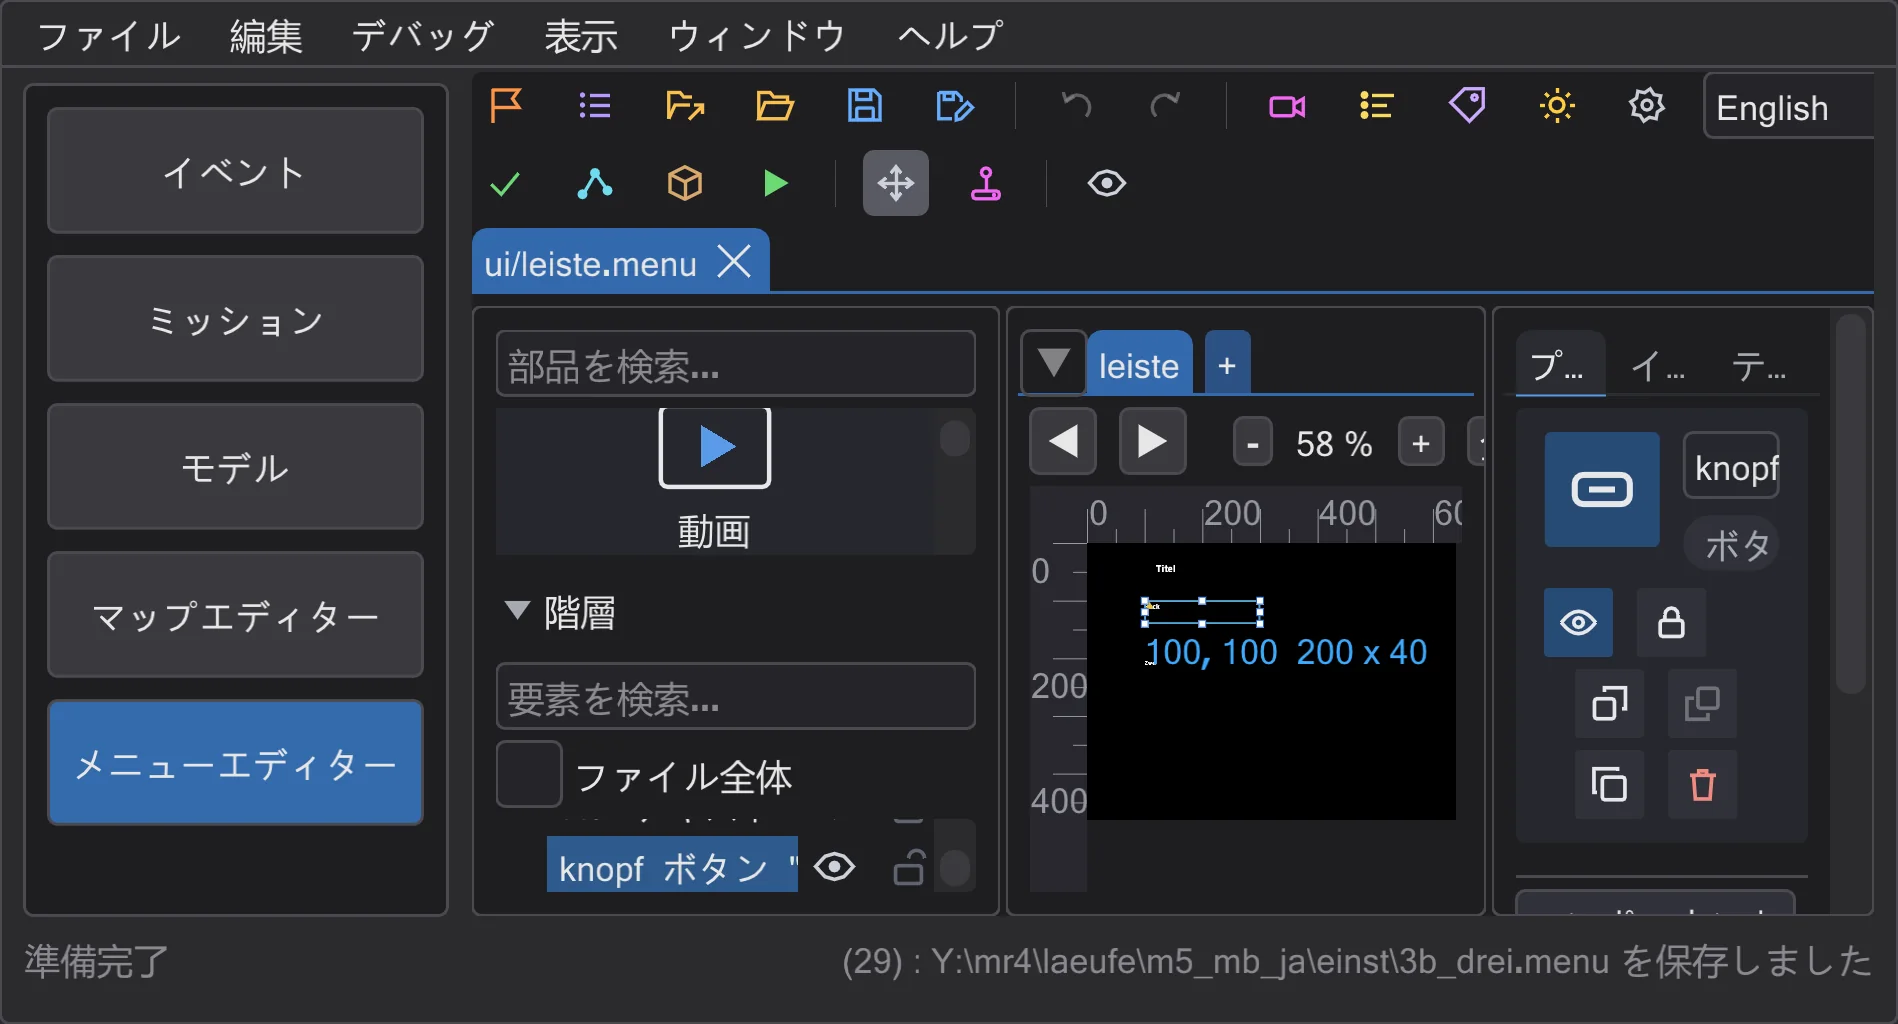 ファイル 編集 デバッグ 表示 ウィンドウ ヘルプ
English
イベント
ミッション
モデル
マップエディター
メニューエディター
ui/leiste.menu
部品を検索...
動画
階層
要素を検索...
ファイル全体
knopf ボタン "
leiste +
- 58 % +
0 200 400
0
200
400
Titel
100, 100 200 x 40
プ... イ... テ...
knopf
ボタ
準備完了
(29) : Y:\mr4\laeufe\m5_mb_ja\einst\3b_drei.menu を保存しました